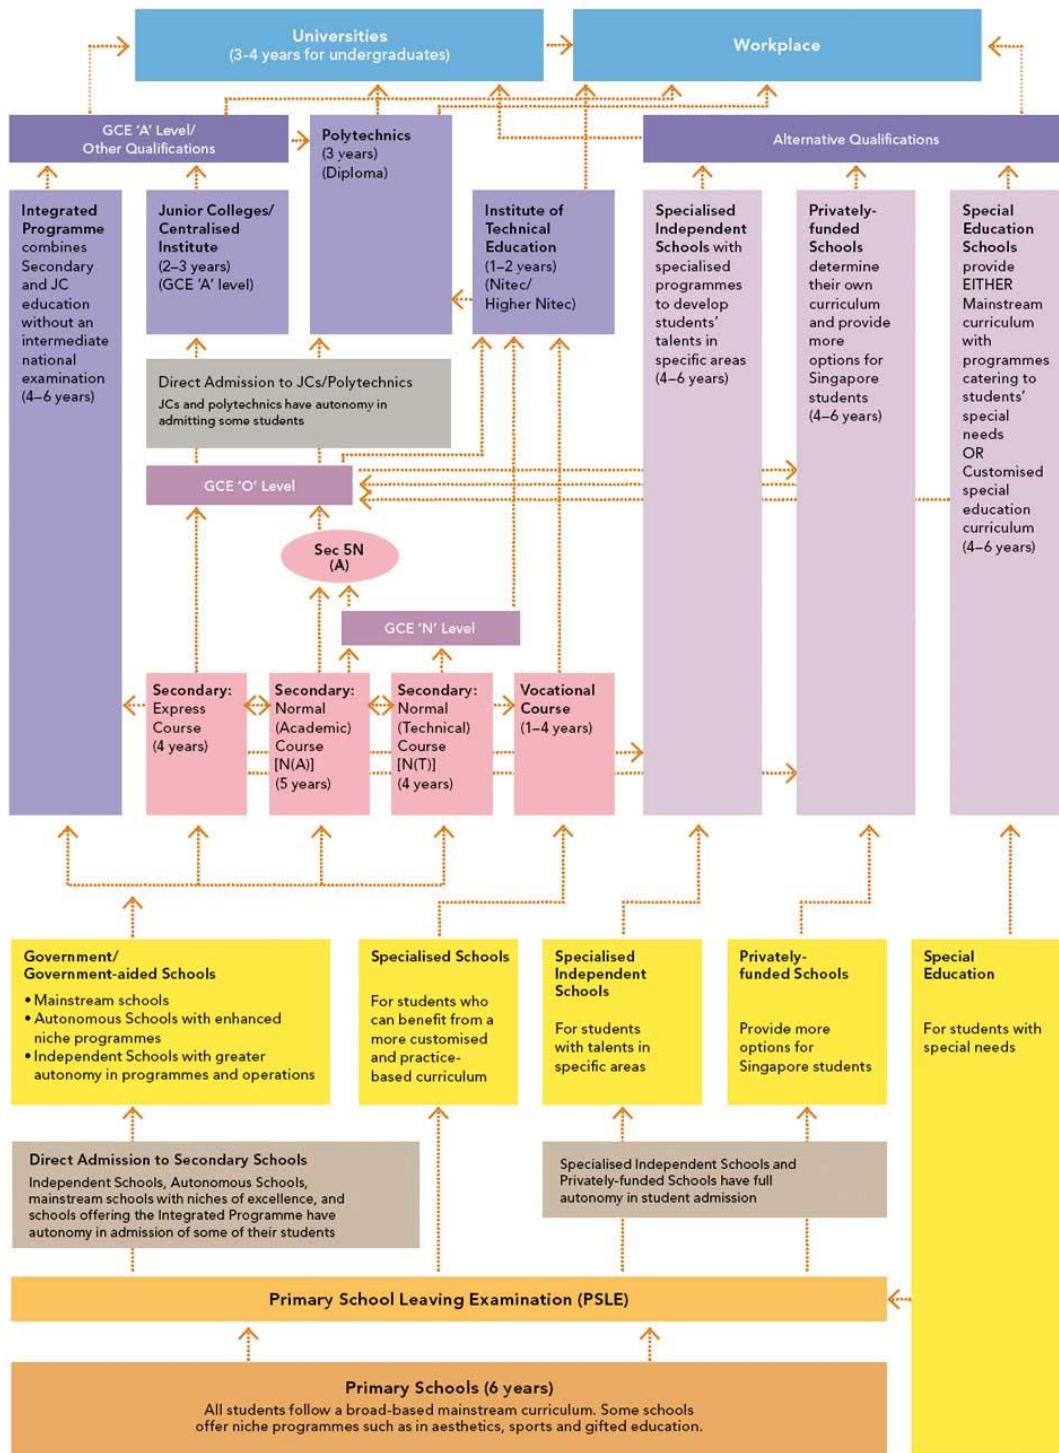 Universities
(3-4 years for undergraduates)
Workplace
GCE ‘A’ Level/
Other Qualifications
Polytechnics
(3 years)
(Diploma)
Alternative Qualifications
Integrated
Programme
combines
Secondary
and JC
education
without an
intermediate
national
examination
(4–6 years)
Junior Colleges/
Centralised
Institute
(2–3 years)
(GCE ‘A’ level)
Institute of
Technical
Education
(1–2 years)
(Nitec/
Higher Nitec)
Specialised
Independent
Schools with
specialised
programmes
to develop
students’
talents in
specific areas
(4–6 years)
Privately-
funded
Schools
determine
their own
curriculum
and provide
more
options for
Singapore
students
(4–6 years)
Special
Education
Schools
provide
EITHER
Mainstream
curriculum
with
programmes
catering to
students’
special
needs
OR
Customised
special
education
curriculum
(4–6 years)
Direct Admission to JCs/Polytechnics
JCs and polytechnics have autonomy in
admitting some students
GCE ‘O’ Level
Sec 5N
(A)
GCE ‘N’ Level
Secondary:
Express
Course
(4 years)
Secondary:
Normal
(Academic)
Course
[N(A)]
(5 years)
Secondary:
Normal
(Technical)
Course
[N(T)]
(4 years)
Vocational
Course
(1–4 years)
Government/
Government-aided Schools
• Mainstream schools
• Autonomous Schools with enhanced
niche programmes
• Independent Schools with greater
autonomy in programmes and operations
Specialised Schools
For students who
can benefit from a
more customised
and practice-
based curriculum
Specialised
Independent
Schools
For students
with talents in
specific areas
Privately-
funded Schools
Provide more
options for
Singapore students
Special
Education
For students with
special needs
Direct Admission to Secondary Schools
Independent Schools, Autonomous Schools,
mainstream schools with niches of excellence, and
schools offering the Integrated Programme have
autonomy in admission of some of their students
Specialised Independent Schools and
Privately-funded Schools have full
autonomy in student admission
Primary School Leaving Examination (PSLE)
Primary Schools (6 years)
All students follow a broad-based mainstream curriculum. Some schools
offer niche programmes such as in aesthetics, sports and gifted education.